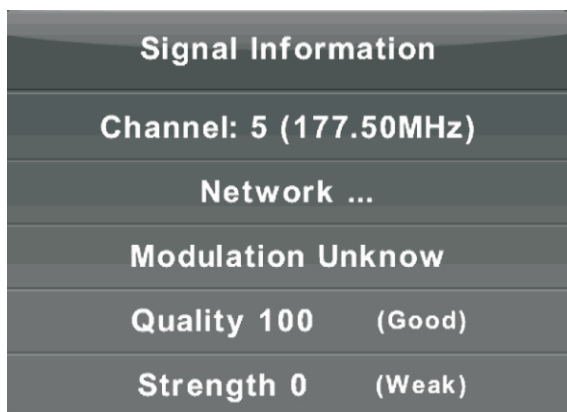 Signal Information
Channel: 5 (177.50MHz)
Network ...
Modulation Unknow
Quality 100 (Good)
Strength 0 (Weak)